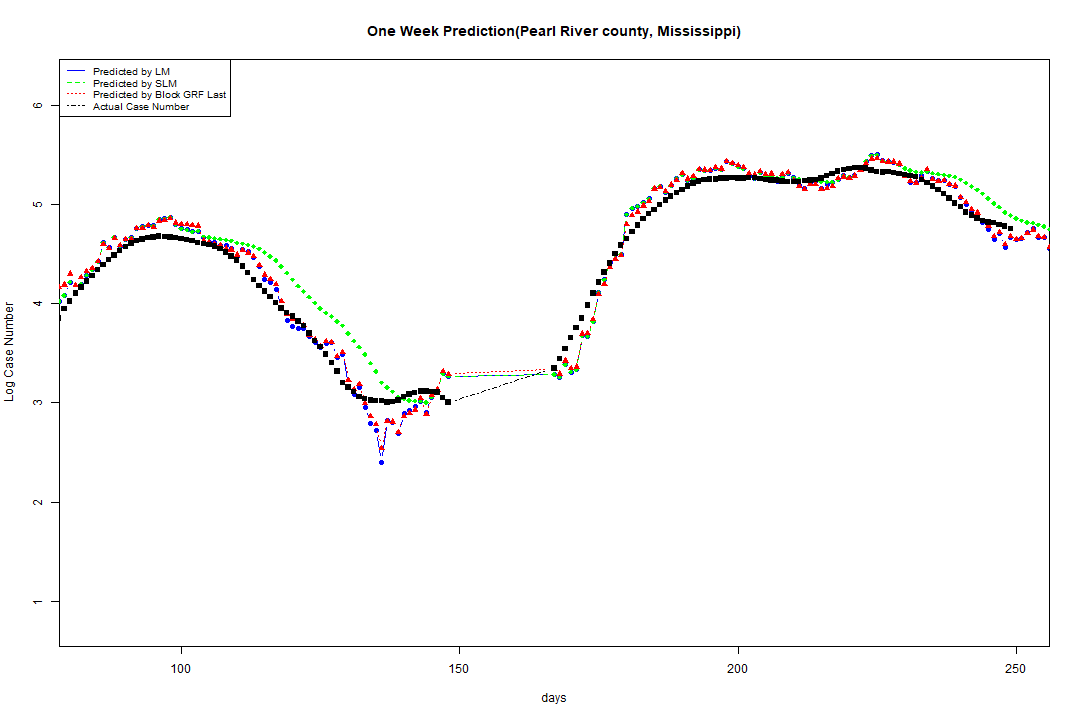 One Week Prediction(Pearl River county, Mississippi)
Predicted by LM
Predicted by SLM
Predicted by Block GRF Last
Actual Case Number
6
5
4
3
2
1
Log Case Number
100 150 200 250
days